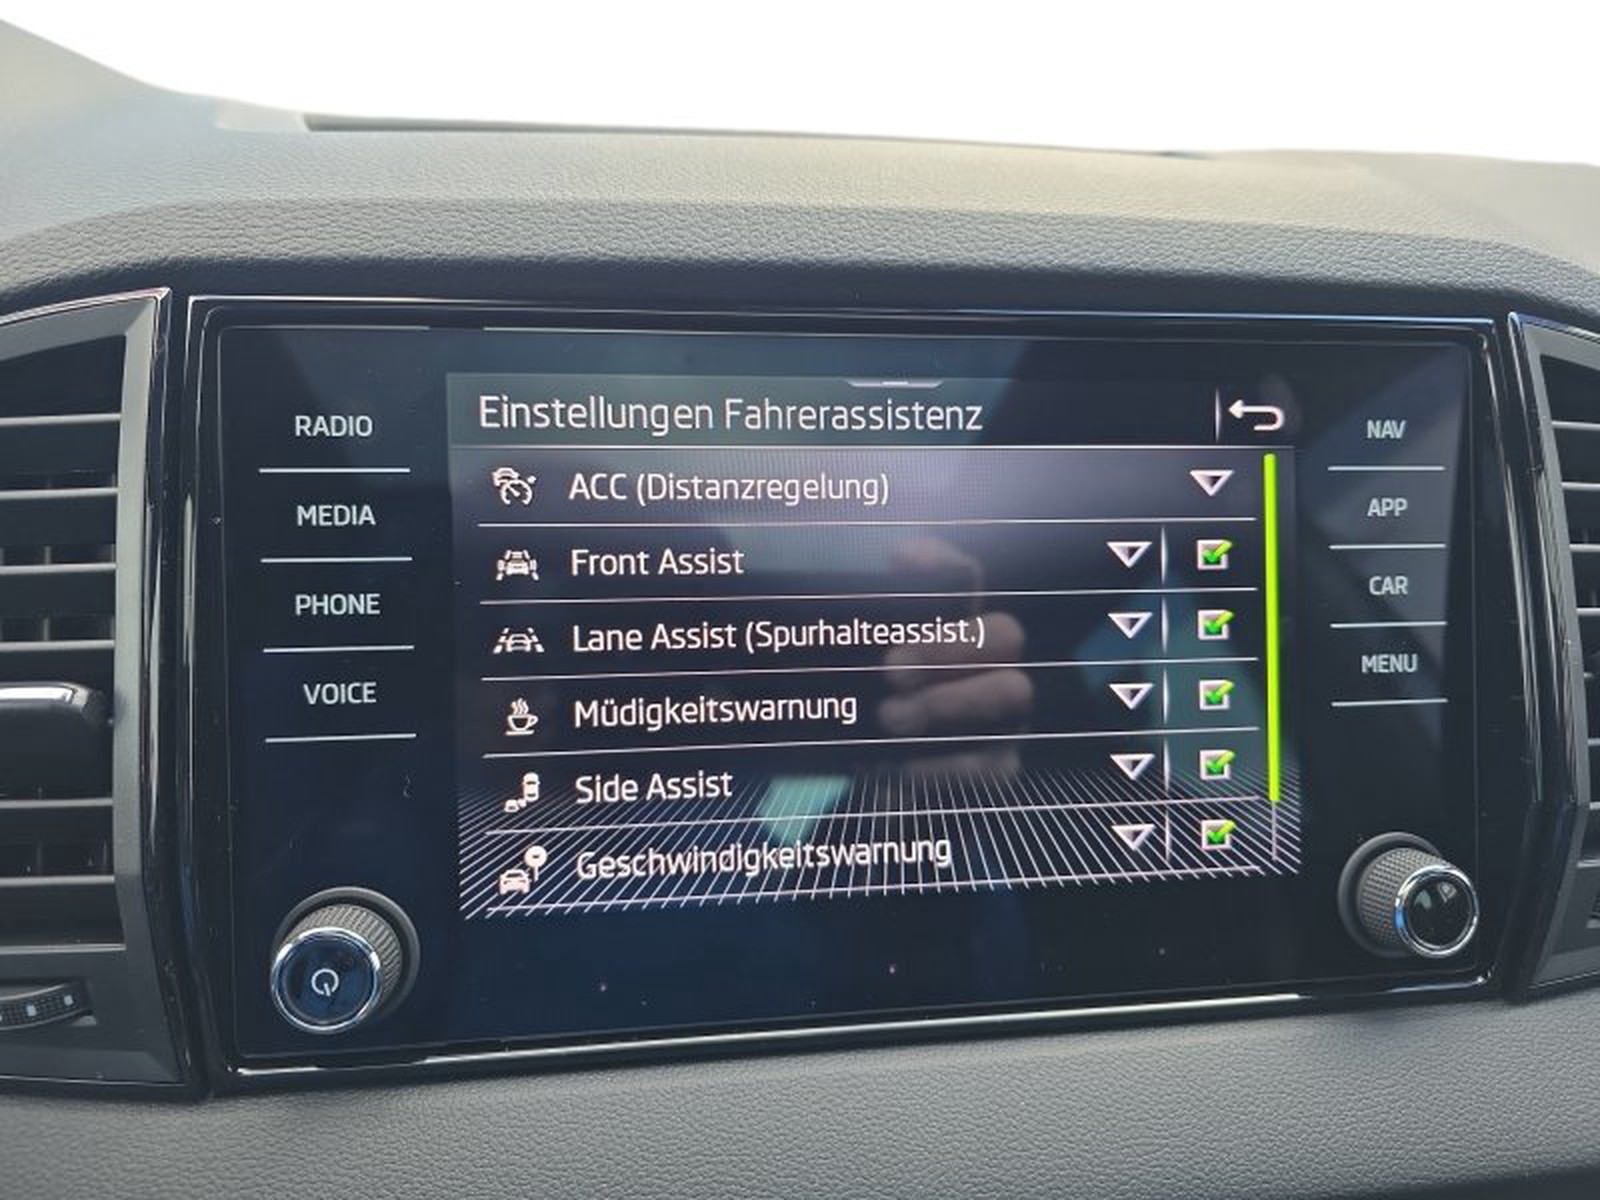 RADIO
MEDIA
PHONE
VOICE
Einstellungen Fahrerassistenz
ACC (Distanzregelung)
Front Assist
Lane Assist (Spurhalteassist.)
Müdigkeitswarnung
Side Assist
Geschwindigkeitswarnung
NAV
APP
CAR
MENU